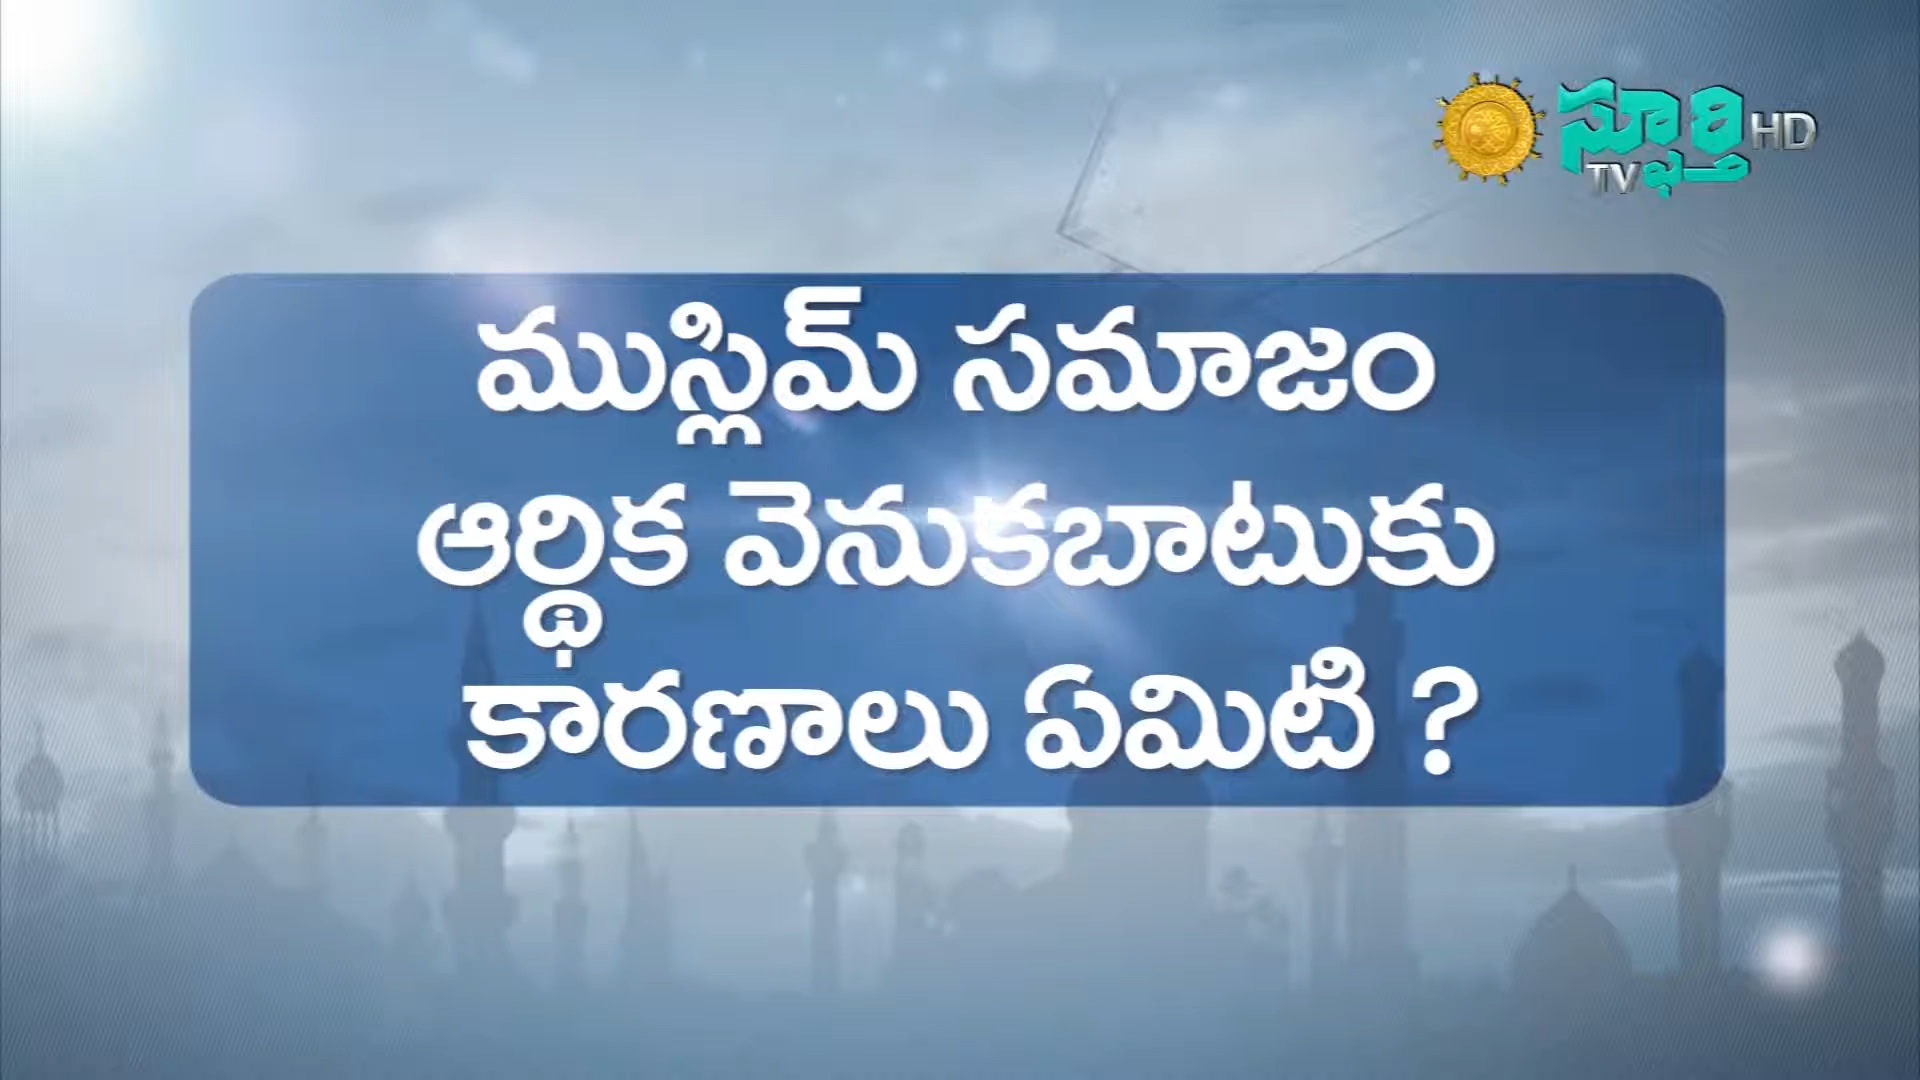 స్ఫూర్తి HD
TV
ముస్లిమ్ సమాజం
ఆర్థిక వెనుకబాటుకు
కారణాలు ఏమిటి ?